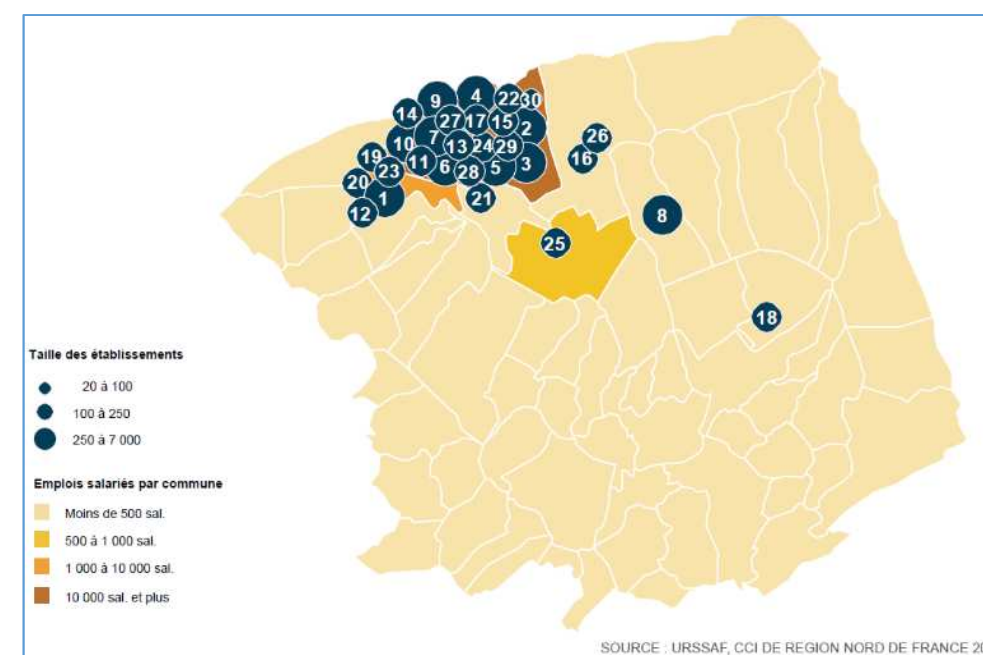 9 4 22 30
14 27 17 15 2
10 7 13 24 29 26
19 11 6 28 5 3 16
20 23
12 1 21
8
25
18
Taille des établissements
20 à 100
100 à 250
250 à 7 000
Emplois salariés par commune
Moins de 500 sal.
500 à 1 000 sal.
1 000 à 10 000 sal.
10 000 sal. et plus
SOURCE : URSSAF, CCI DE REGION NORD DE FRANCE 20